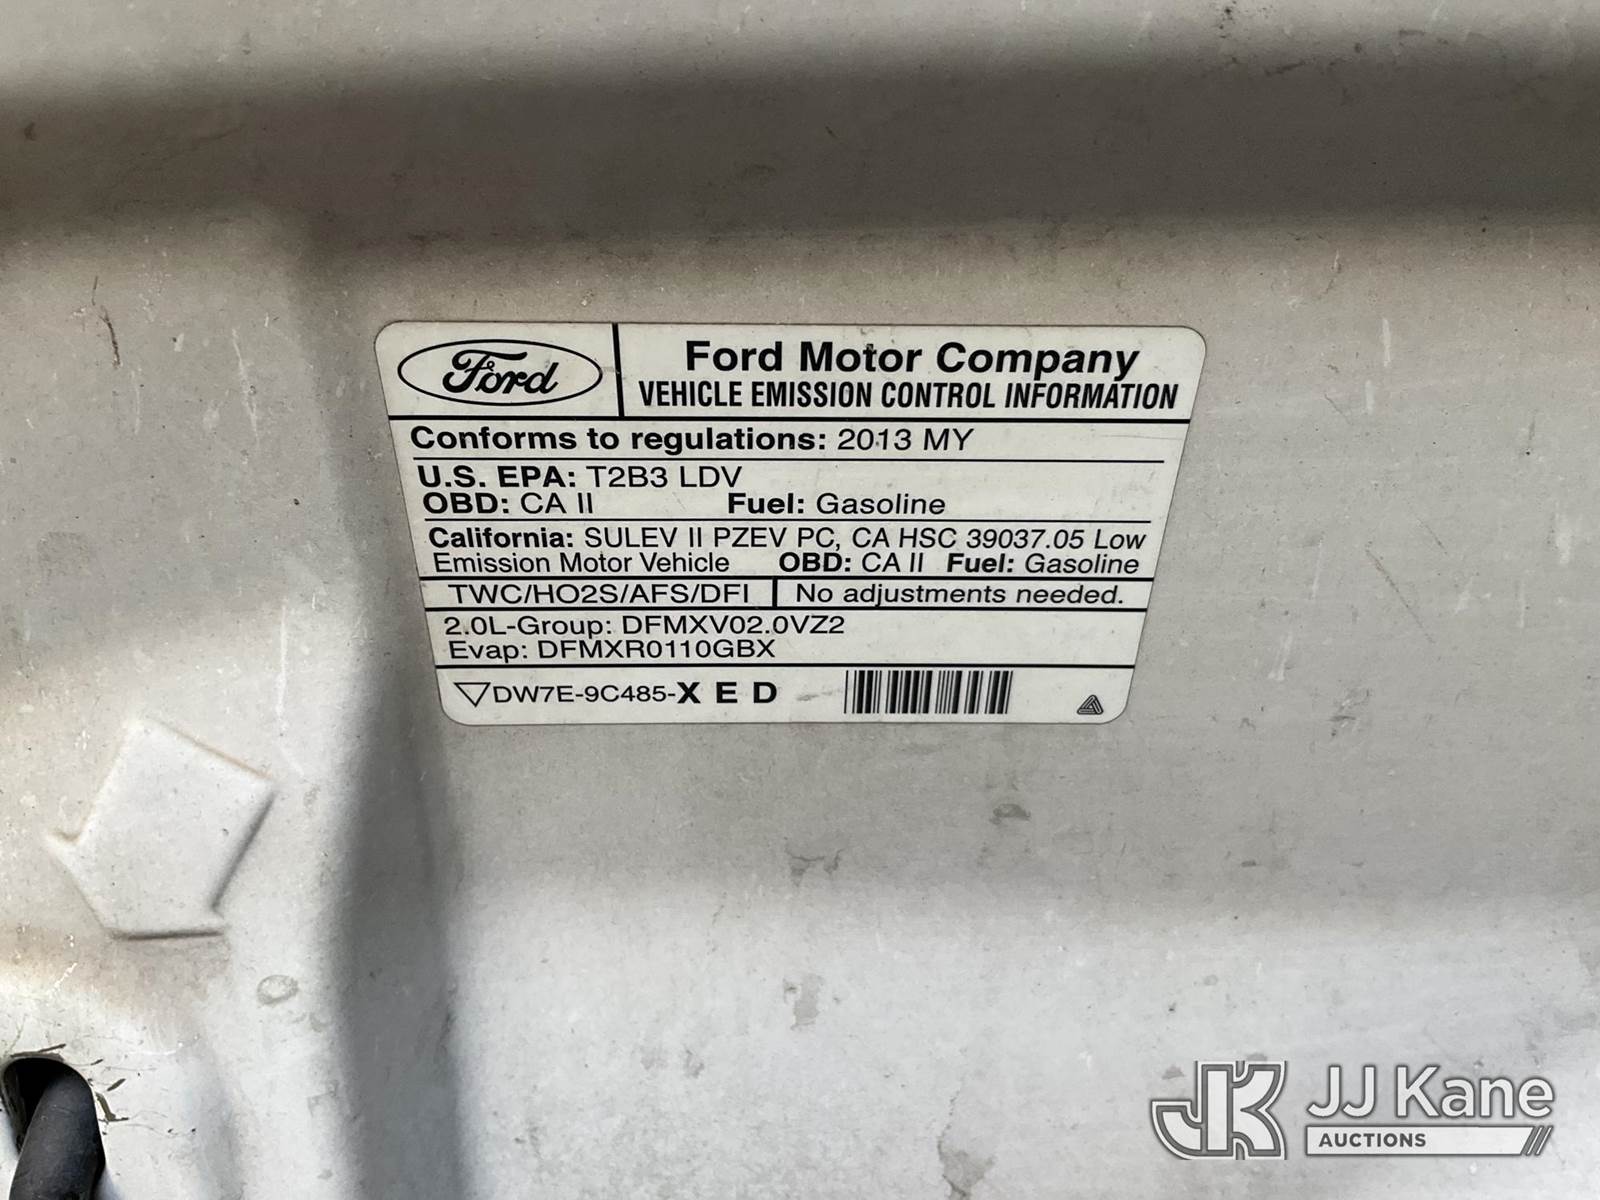 Ford
Ford Motor Company
VEHICLE EMISSION CONTROL INFORMATION
Conforms to regulations: 2013 MY
U.S. EPA: T2B3 LDV
OBD: CA II Fuel: Gasoline
California: SULEV II PZEV PC, CA HSC 39037.05 Low
Emission Motor Vehicle OBD: CA II Fuel: Gasoline
TWC/HO2S/AFS/DFI No adjustments needed.
2.0L-Group: DFMXV02.0VZ2
Evap: DFMXR0110GBX
DW7E-9C485-X E D
JK JJ Kane
AUCTIONS